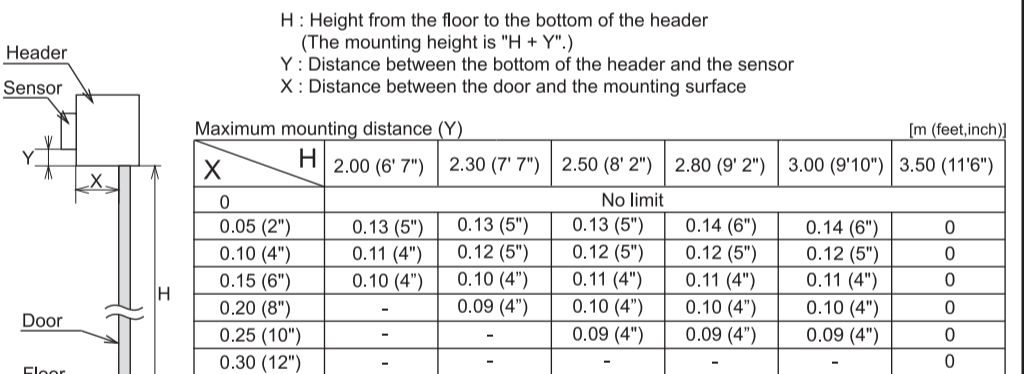 H : Height from the floor to the bottom of the header
(The mounting height is "H + Y".)
Y : Distance between the bottom of the header and the sensor
X : Distance between the door and the mounting surface
Header
Sensor
Y
X
H
Door
Floor
Maximum mounting distance (Y) [m (feet,inch)]
X H 2.00 (6' 7") 2.30 (7' 7") 2.50 (8' 2") 2.80 (9' 2") 3.00 (9'10") 3.50 (11'6")
0 No limit
0.05 (2") 0.13 (5") 0.13 (5") 0.13 (5") 0.14 (6") 0.14 (6") 0
0.10 (4") 0.11 (4") 0.12 (5") 0.12 (5") 0.12 (5") 0.12 (5") 0
0.15 (6") 0.10 (4”) 0.10 (4”) 0.11 (4") 0.11 (4") 0.11 (4") 0
0.20 (8") - 0.09 (4”) 0.10 (4”) 0.10 (4”) 0.10 (4”) 0
0.25 (10") - - 0.09 (4") 0.09 (4”) 0.09 (4") 0
0.30 (12") - - - - - 0